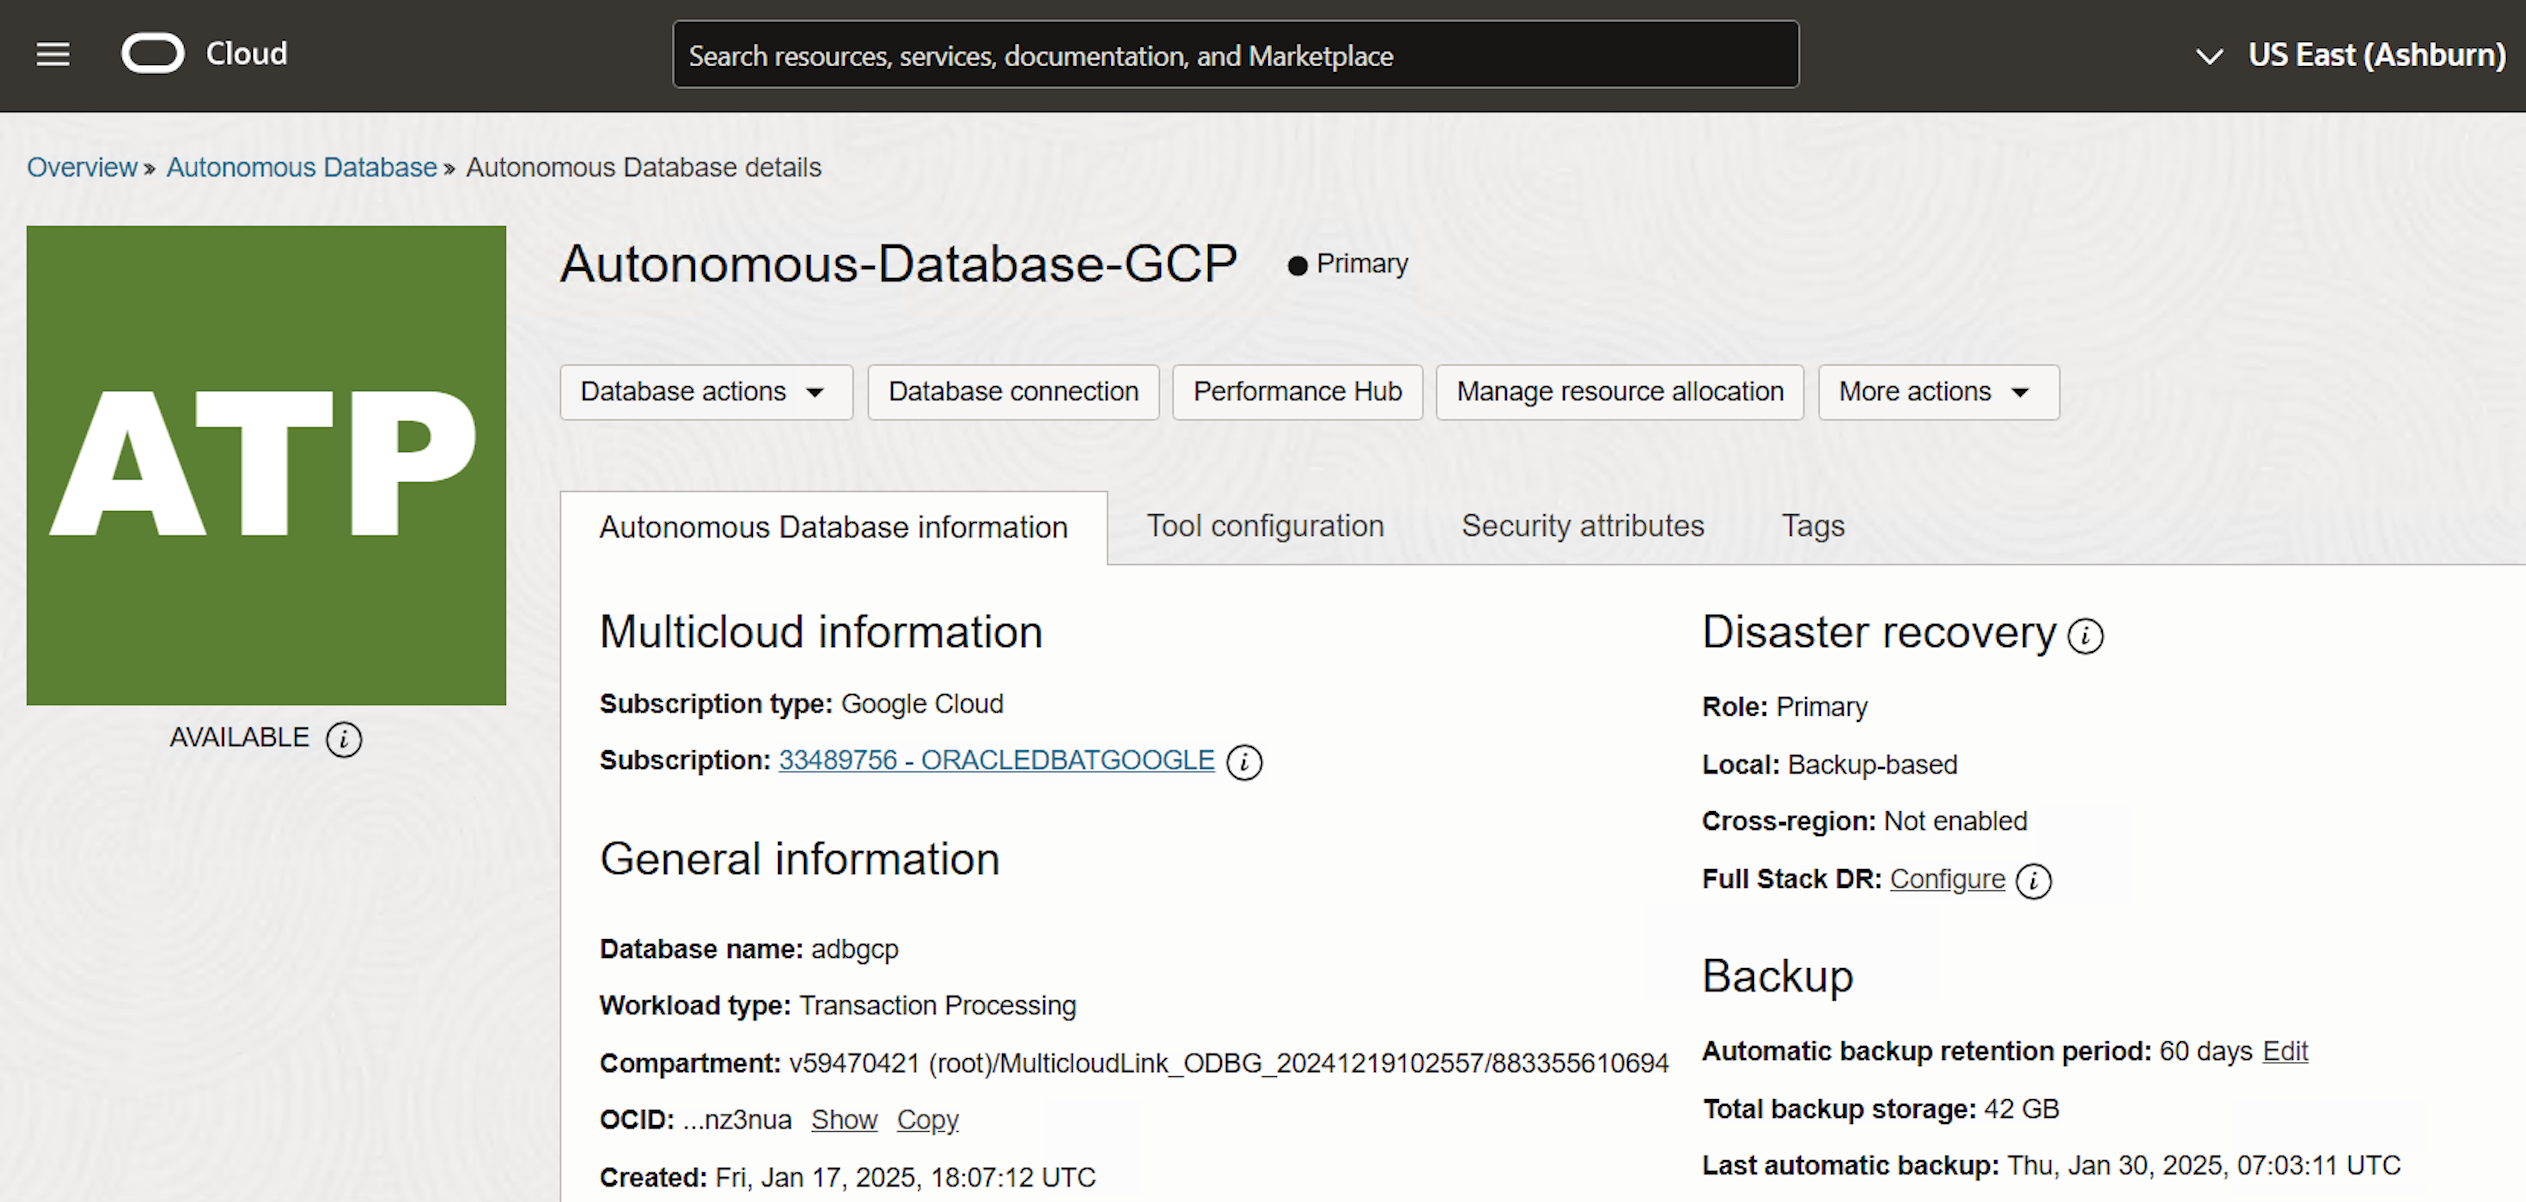 Cloud
Search resources, services, documentation, and Marketplace
US East (Ashburn)
Overview » Autonomous Database » Autonomous Database details
ATP
AVAILABLE
Autonomous-Database-GCP
Primary
Database actions
Database connection
Performance Hub
Manage resource allocation
More actions
Autonomous Database information
Tool configuration
Security attributes
Tags
Multicloud information
Subscription type: Google Cloud
Subscription: 33489756 - ORACLEDBATGOOGLE
General information
Database name: adbgcp
Workload type: Transaction Processing
Compartment: v59470421 (root)/MulticloudLink_ODBG_20241219102557/883355610694
OCID: ...nz3nua Show Copy
Created: Fri, Jan 17, 2025, 18:07:12 UTC
Disaster recovery
Role: Primary
Local: Backup-based
Cross-region: Not enabled
Full Stack DR: Configure
Backup
Automatic backup retention period: 60 days Edit
Total backup storage: 42 GB
Last automatic backup: Thu, Jan 30, 2025, 07:03:11 UTC